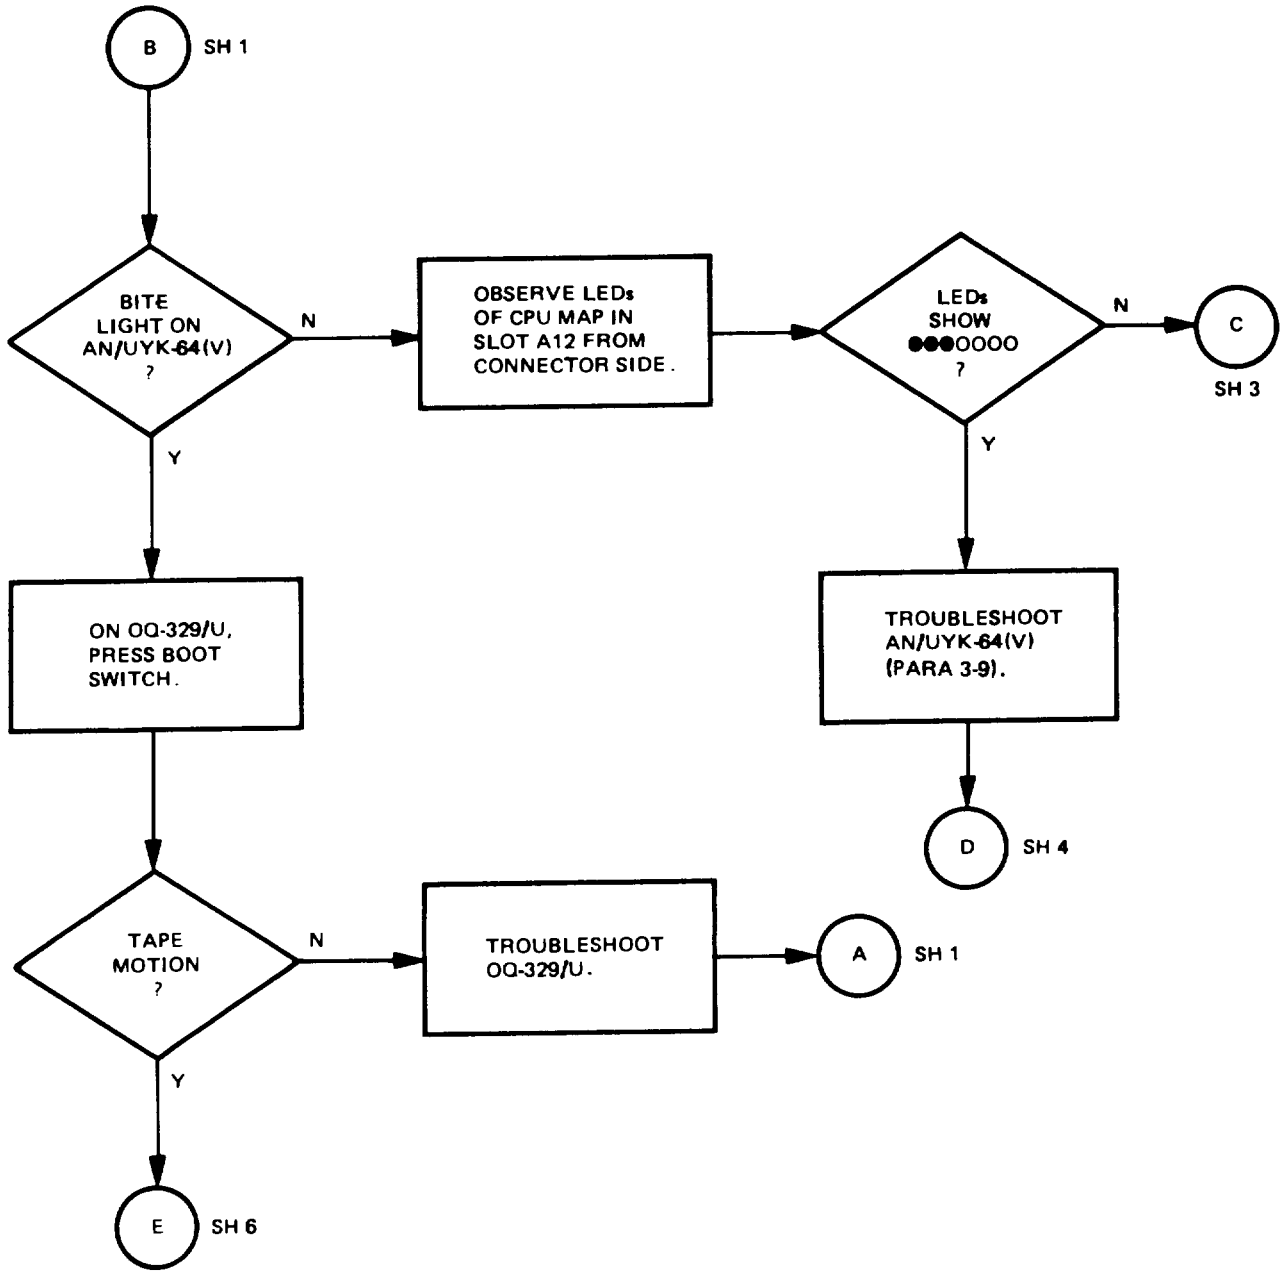 B SH 1
BITE
LIGHT ON
AN/UYK-64(V)
?
N
Y
OBSERVE LEDs
OF CPU MAP IN
SLOT A12 FROM
CONNECTOR SIDE.
LEDs
SHOW
●●●OOOO
?
N
Y
C
SH 3
ON OQ-329/U,
PRESS BOOT
SWITCH.
TROUBLESHOOT
AN/UYK-64(V)
(PARA 3-9).
D SH 4
TAPE
MOTION
?
N
Y
TROUBLESHOOT
OQ-329/U.
A SH 1
E SH 6